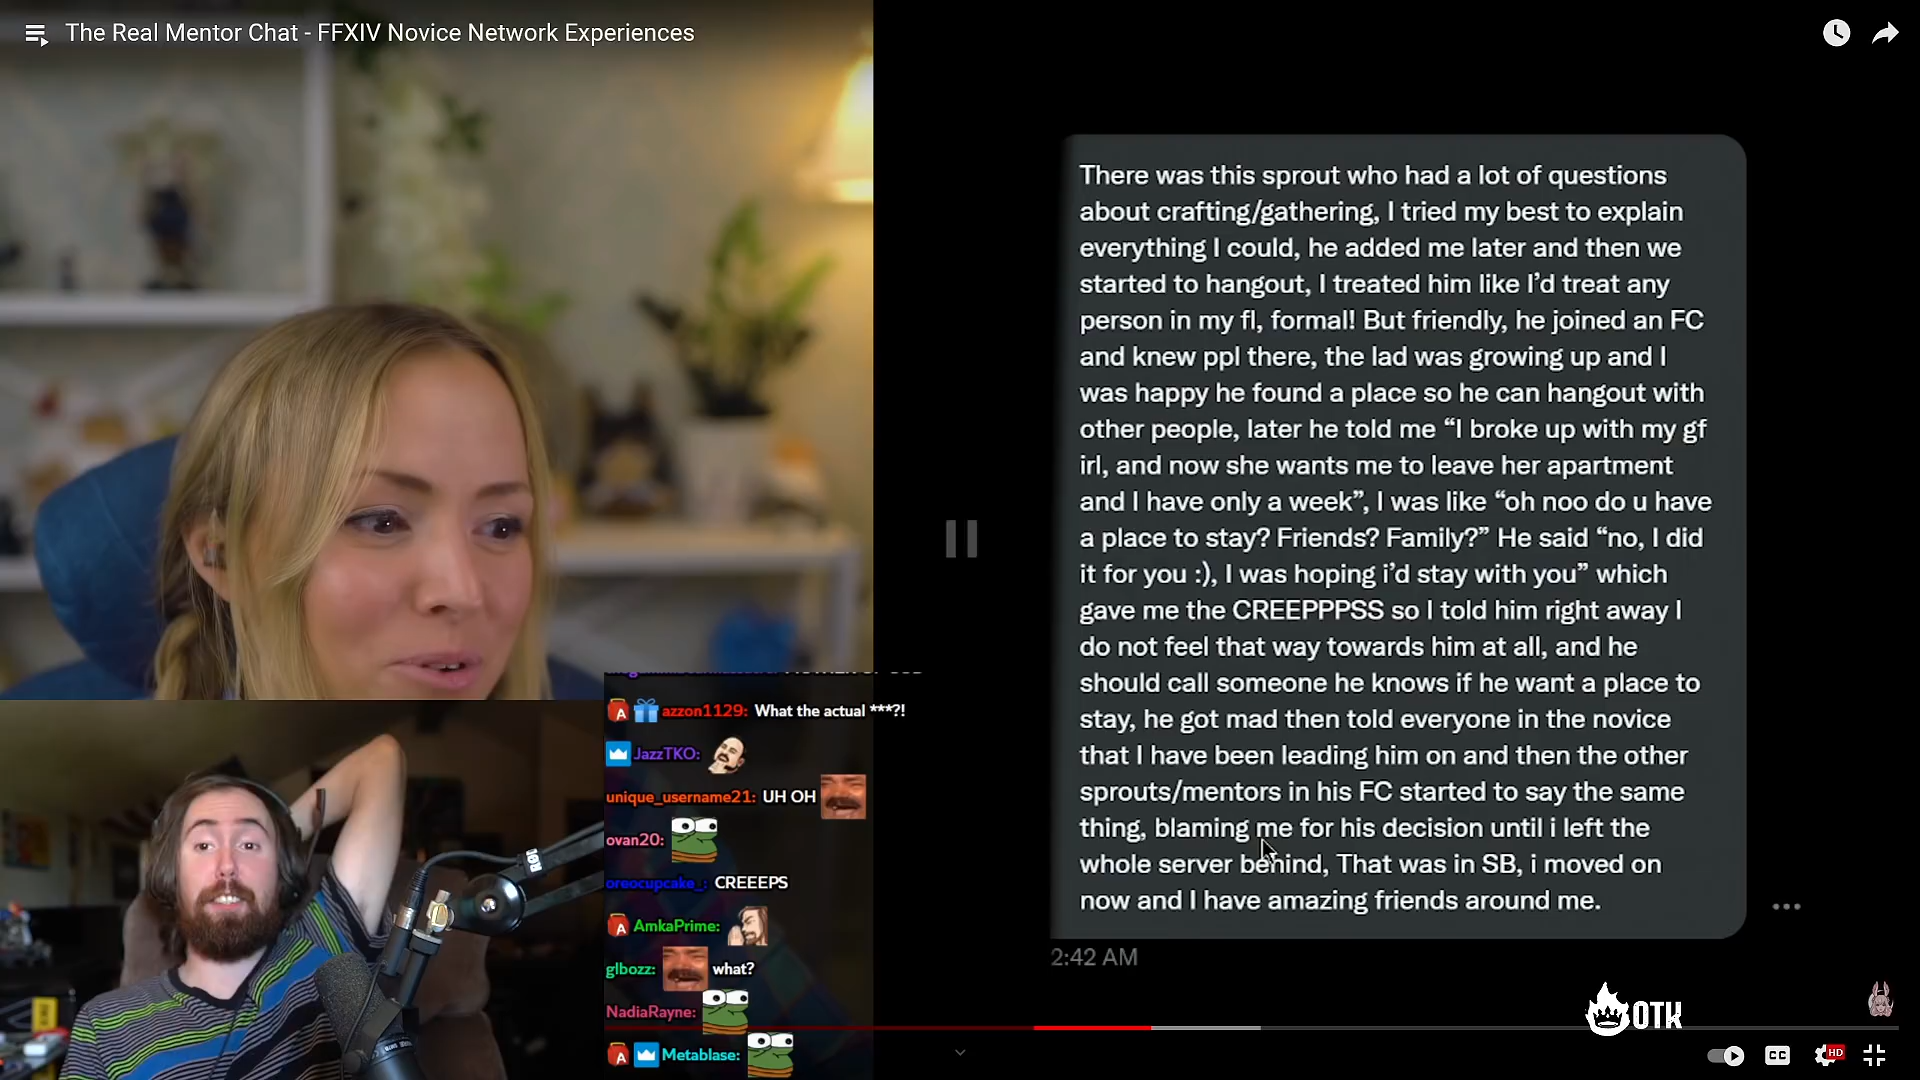 The Real Mentor Chat - FFXIV Novice Network Experiences
There was this sprout who had a lot of questions
about crafting/gathering, I tried my best to explain
everything I could, he added me later and then we
started to hangout, I treated him like I'd treat any
person in my fl, formal! But friendly, he joined an FC
and knew ppl there, the lad was growing up and I
was happy he found a place so he can hangout with
other people, later he told me “I broke up with my gf
irl, and now she wants me to leave her apartment
and I have only a week”, I was like “oh noo do u have
a place to stay? Friends? Family?” He said “no, I did
it for you :), I was hoping i'd stay with you” which
gave me the CREEPPPSS so I told him right away I
do not feel that way towards him at all, and he
should call someone he knows if he want a place to
stay, he got mad then told everyone in the novice
that I have been leading him on and then the other
sprouts/mentors in his FC started to say the same
thing, blaming me for his decision until i left the
whole server behind, That was in SB, i moved on
now and I have amazing friends around me.
2:42 AM
azzon1129: What the actual ***?!
JazzTKO:
unique_username21: UH OH
ovan20:
oreocupcake_: CREEEPS
AmkaPrime:
glbozz: what?
NadiaRayne:
Metablase:
OTK
CC
HD